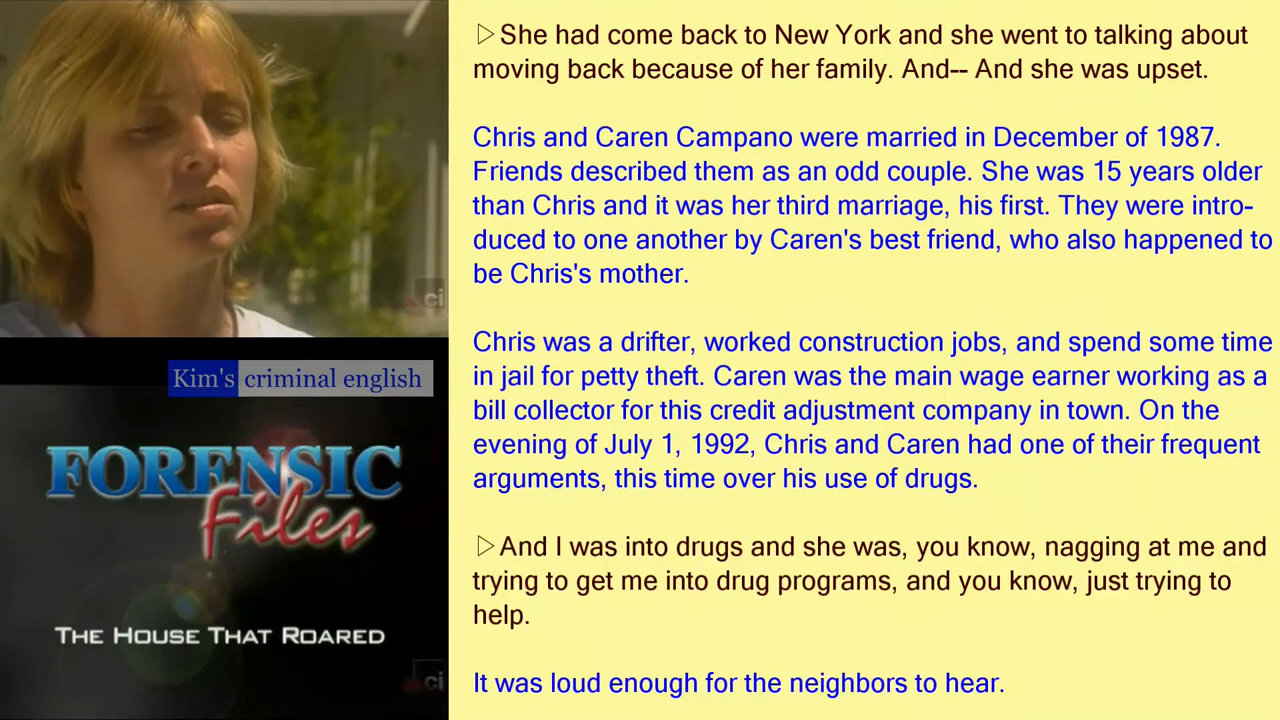 ▷She had come back to New York and she went to talking about
moving back because of her family. And-- And she was upset.
Chris and Caren Campano were married in December of 1987.
Friends described them as an odd couple. She was 15 years older
than Chris and it was her third marriage, his first. They were intro-
duced to one another by Caren's best friend, who also happened to
be Chris's mother.
Chris was a drifter, worked construction jobs, and spend some time
in jail for petty theft. Caren was the main wage earner working as a
bill collector for this credit adjustment company in town. On the
evening of July 1, 1992, Chris and Caren had one of their frequent
arguments, this time over his use of drugs.
▷And I was into drugs and she was, you know, nagging at me and
trying to get me into drug programs, and you know, just trying to
help.
It was loud enough for the neighbors to hear.
ci
Kim's criminal english
FORENSIC
Files
THE HOUSE THAT ROARED
ci